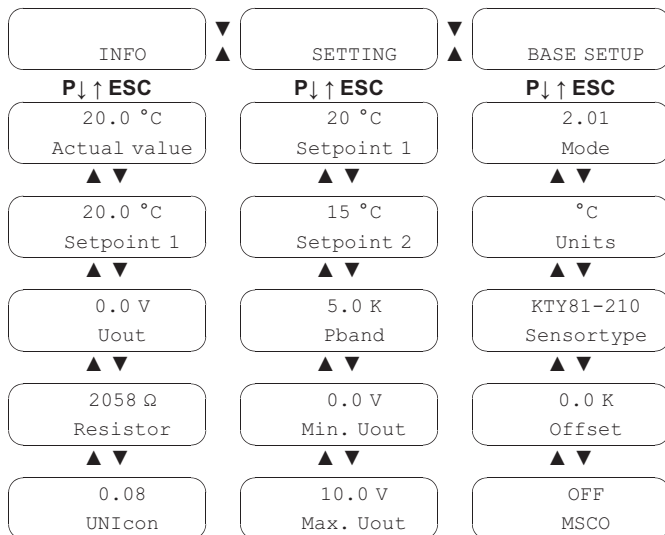 ▼ ▼
INFO ▲ SETTING ▲ BASE SETUP
P↓ ↑ ESC P↓ ↑ ESC P↓ ↑ ESC
20.0 °C 20 °C 2.01
Actual value Setpoint 1 Mode
▲ ▼ ▲ ▼ ▲ ▼
20.0 °C 15 °C °C
Setpoint 1 Setpoint 2 Units
▲ ▼ ▲ ▼ ▲ ▼
0.0 V 5.0 K KTY81-210
Uout Pband Sensortype
▲ ▼ ▲ ▼ ▲ ▼
2058 Ω 0.0 V 0.0 K
Resistor Min. Uout Offset
▲ ▼ ▲ ▼ ▲ ▼
0.08 10.0 V OFF
UNIcon Max. Uout MSCO